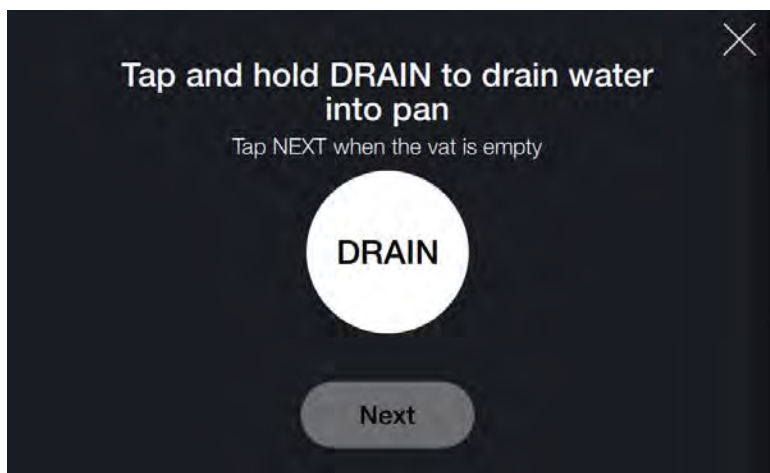 Tap and hold DRAIN to drain water
into pan
Tap NEXT when the vat is empty
DRAIN
Next